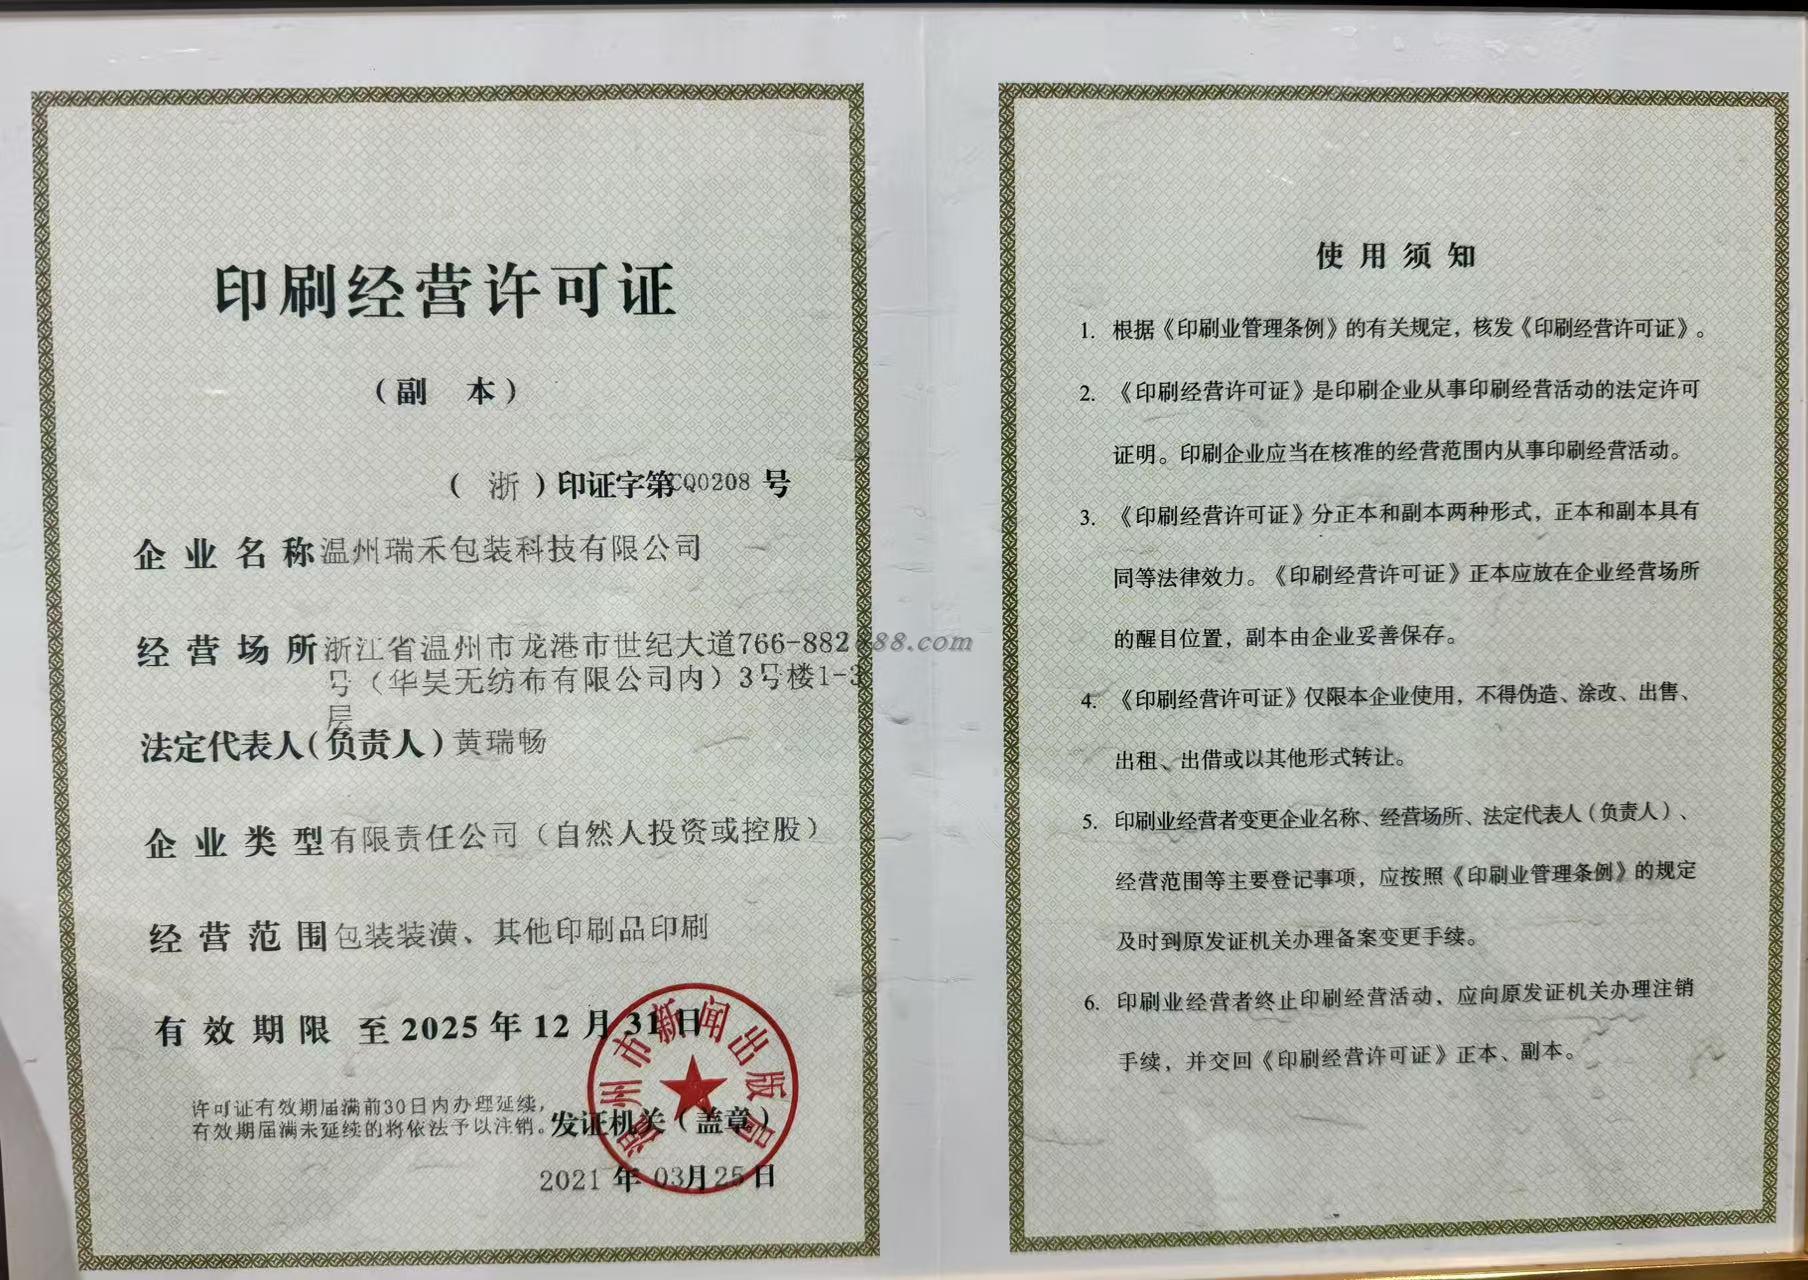 印刷经营许可证
（副 本）
（ 浙 ）印证字第CQ0208 号
企业名称 温州瑞禾包装科技有限公司
经营场所 浙江省温州市龙港市世纪大道766-882
88.com
号（华昊无纺布有限公司内）3号楼1-3
层
法定代表人（负责人）黄瑞畅
企业类型 有限责任公司（自然人投资或控股）
经营范围 包装装潢、其他印刷品印刷
有效期限 至 2025 年 12 月 31 日
温州市新闻出版局
许可证有效期届满前30日内办理延续，
有效期届满未延续的将依法予以注销。
发证机关（盖章）
2021 年 03月 25 日
使用须知
1. 根据《印刷业管理条例》的有关规定，核发《印刷经营许可证》。
2. 《印刷经营许可证》是印刷企业从事印刷经营活动的法定许可
证明。印刷企业应当在核准的经营范围内从事印刷经营活动。
3. 《印刷经营许可证》分正本和副本两种形式，正本和副本具有
同等法律效力。《印刷经营许可证》正本应放在企业经营场所
的醒目位置，副本由企业妥善保存。
4. 《印刷经营许可证》仅限本企业使用，不得伪造、涂改、出售、
出租、出借或以其他形式转让。
5. 印刷业经营者变更企业名称、经营场所、法定代表人（负责人）、
经营范围等主要登记事项，应按照《印刷业管理条例》的规定
及时到原发证机关办理备案变更手续。
6. 印刷业经营者终止印刷经营活动，应向原发证机关办理注销
手续，并交回《印刷经营许可证》正本、副本。